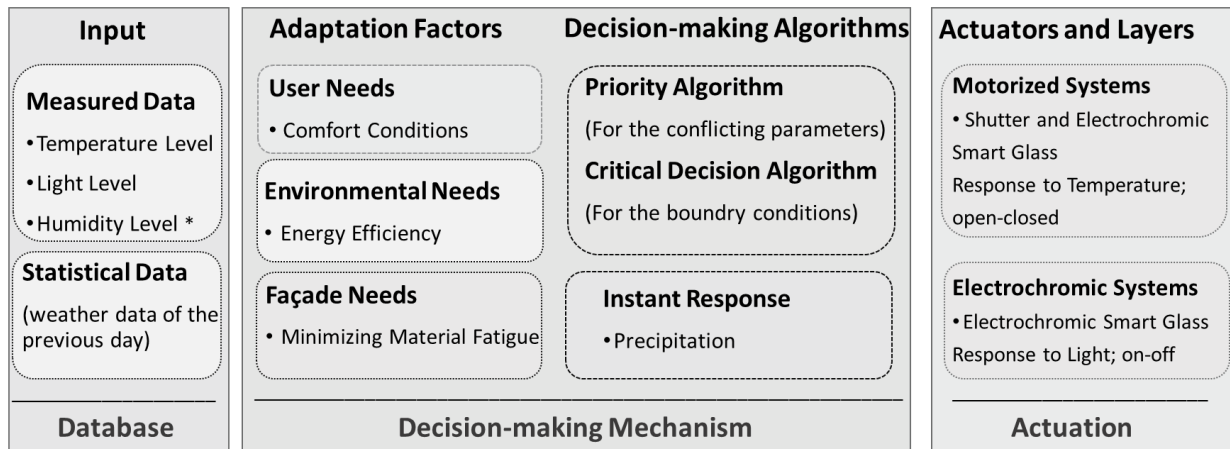 Input
Measured Data
•Temperature Level
•Light Level
•Humidity Level *
Statistical Data
(weather data of the
previous day)
Database
Adaptation Factors
User Needs
• Comfort Conditions
Environmental Needs
• Energy Efficiency
Façade Needs
• Minimizing Material Fatigue
Decision-making Algorithms
Priority Algorithm
(For the conflicting parameters)
Critical Decision Algorithm
(For the boundry conditions)
Instant Response
•Precipitation
Decision-making Mechanism
Actuators and Layers
Motorized Systems
• Shutter and Electrochromic
Smart Glass
Response to Temperature;
open-closed
Electrochromic Systems
•Electrochromic Smart Glass
Response to Light; on-off
Actuation